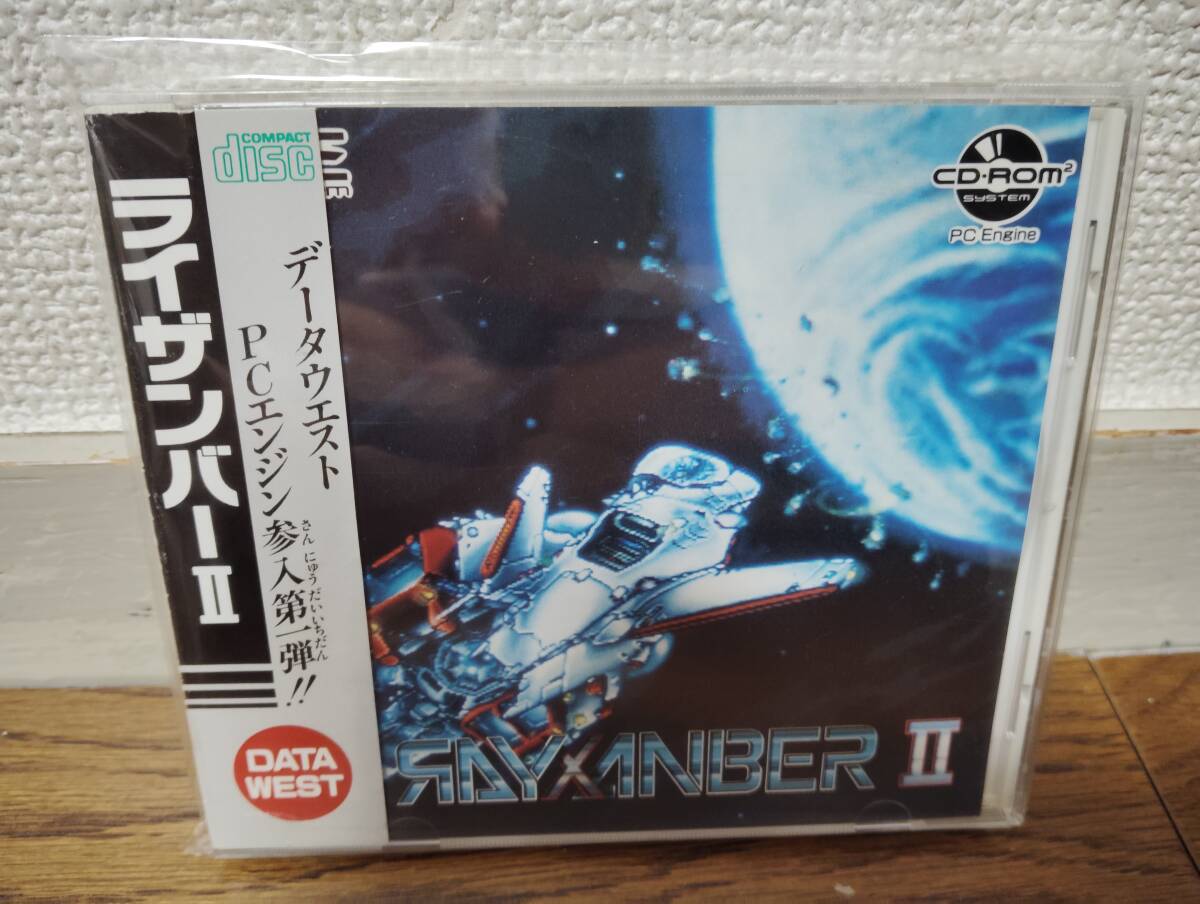 ライザンバーⅡ
COMPACT
disc
データウエスト
PCエンジン参入第一弾!!
さんにゅうだいいちだん
DATA
WEST
CD-ROM²
SYSTEM
PC Engine
RAYXANBER II